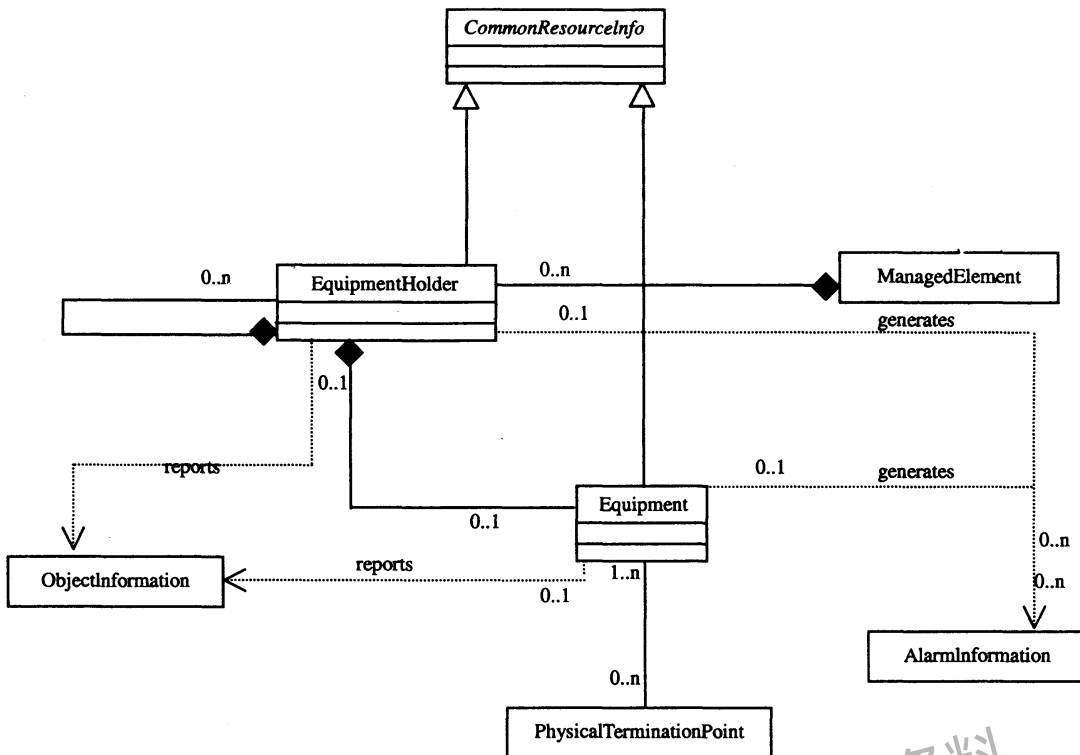 CommonResourceInfo
0..n
EquipmentHolder
0..n
ManagedElement
0..1
generates
0..1
reports
0..1
generates
0..1
Equipment
0..n
ObjectInformation
reports
1..n
0..1
0..n
AlarmInformation
0..n
PhysicalTerminationPoint